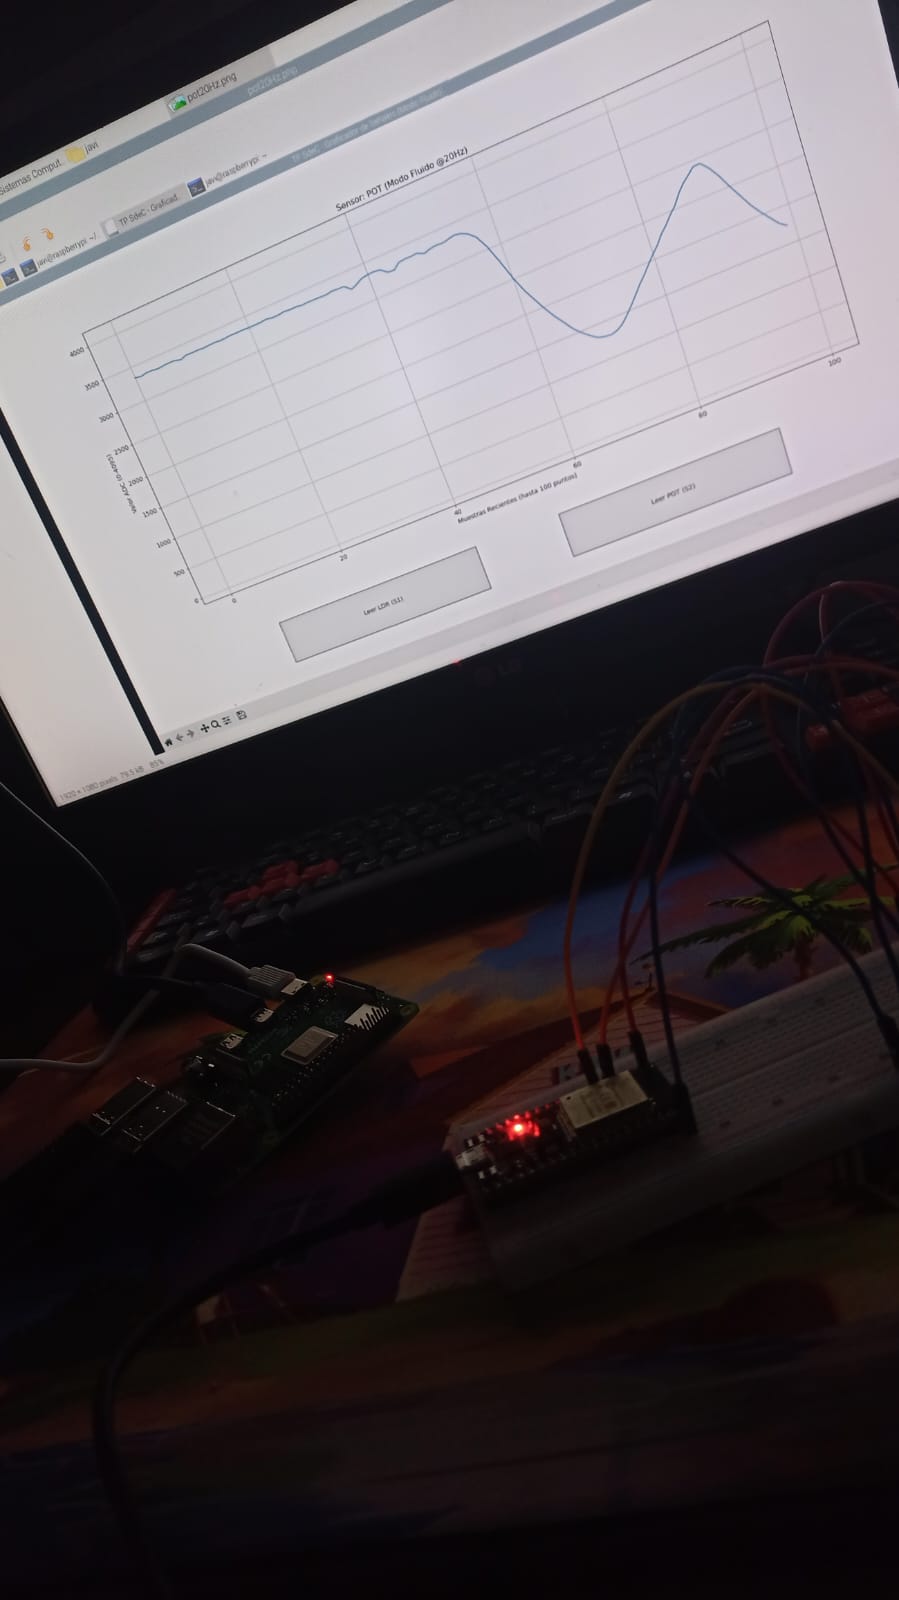 pot20Hz.png
pot20Hz.php
Sistemas Comput...
javi
TP SdeC - Graficador de Señales (Modo Fluido)
javi@raspberrypi: ~/
TP SdeC - Graficad...
javi@raspberrypi: ~
Sensor: POT (Modo Fluido @20Hz)
4000
3500
3000
2500
2000
1500
1000
500
0
Valor ADC (0-4095)
0
20
40
60
80
100
Muestras Recientes (hasta 100 puntos)
Leer LDR (S1)
Leer POT (S2)
1920 x 1080 pixels 79.5 kB 85%
LG